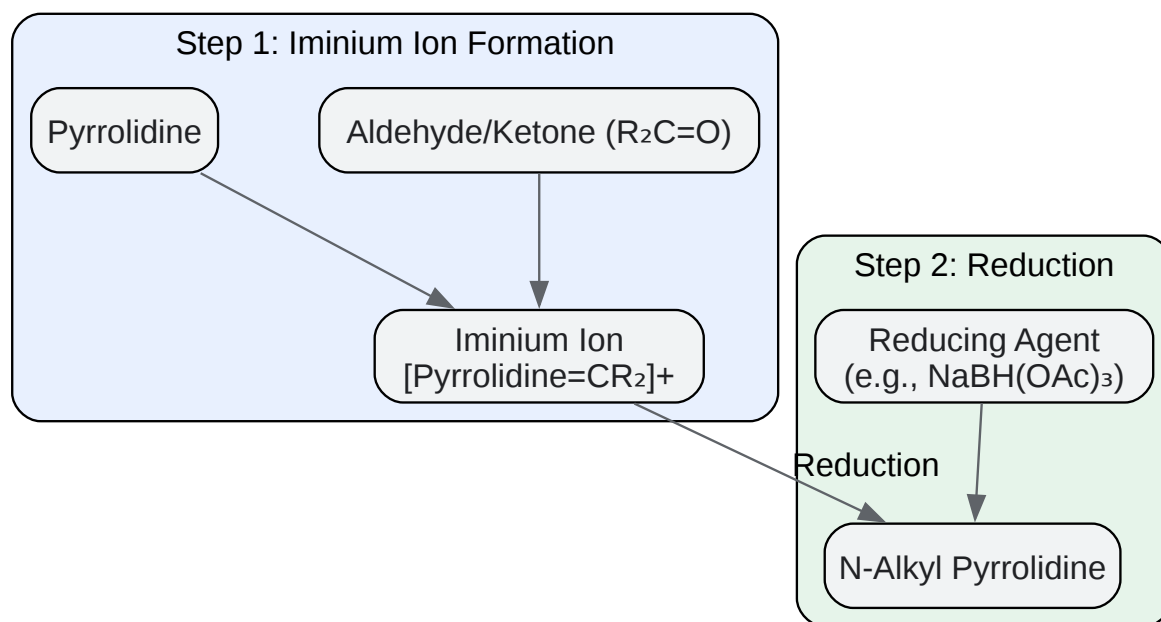 Step 1: Iminium Ion Formation
Pyrrolidine
Aldehyde/Ketone (R₂C=O)
Iminium Ion
[Pyrrolidine=CR₂]+
Step 2: Reduction
Reducing Agent
(e.g., NaBH(OAc)₃)
Reduction
N-Alkyl Pyrrolidine